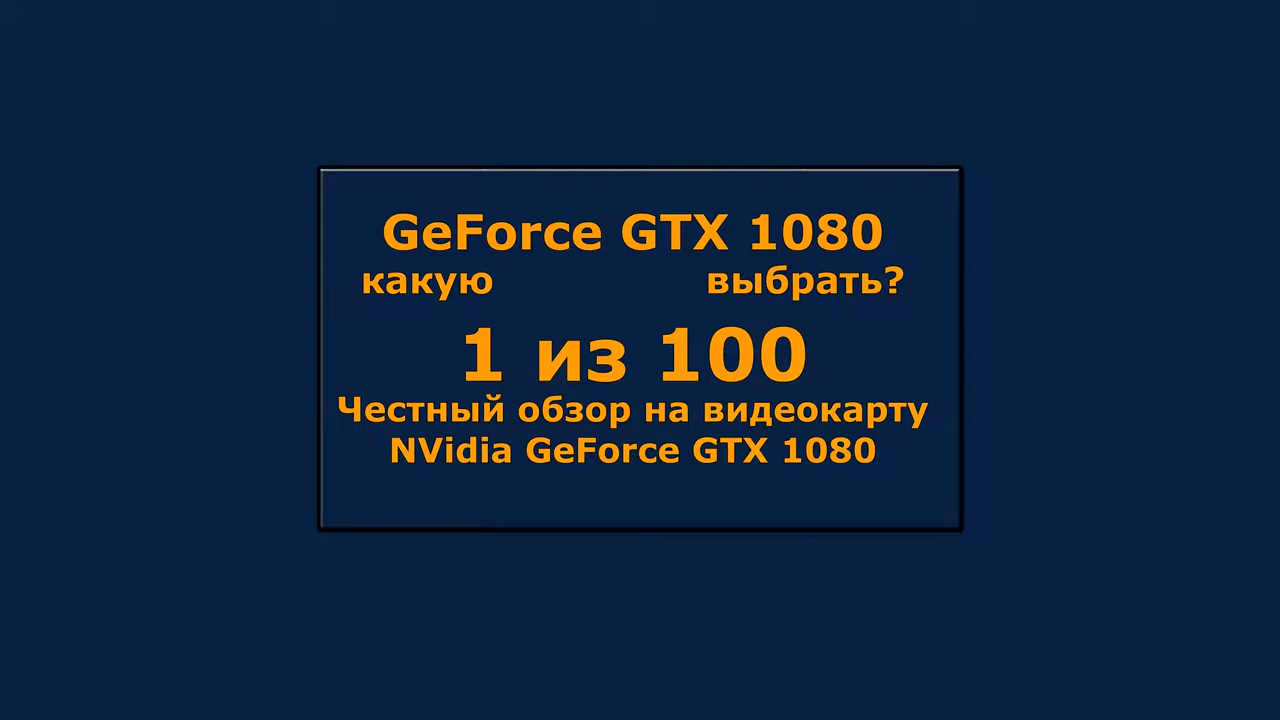 GeForce GTX 1080
какую выбрать?
1 из 100
Честный обзор на видеокарту
NVidia GeForce GTX 1080